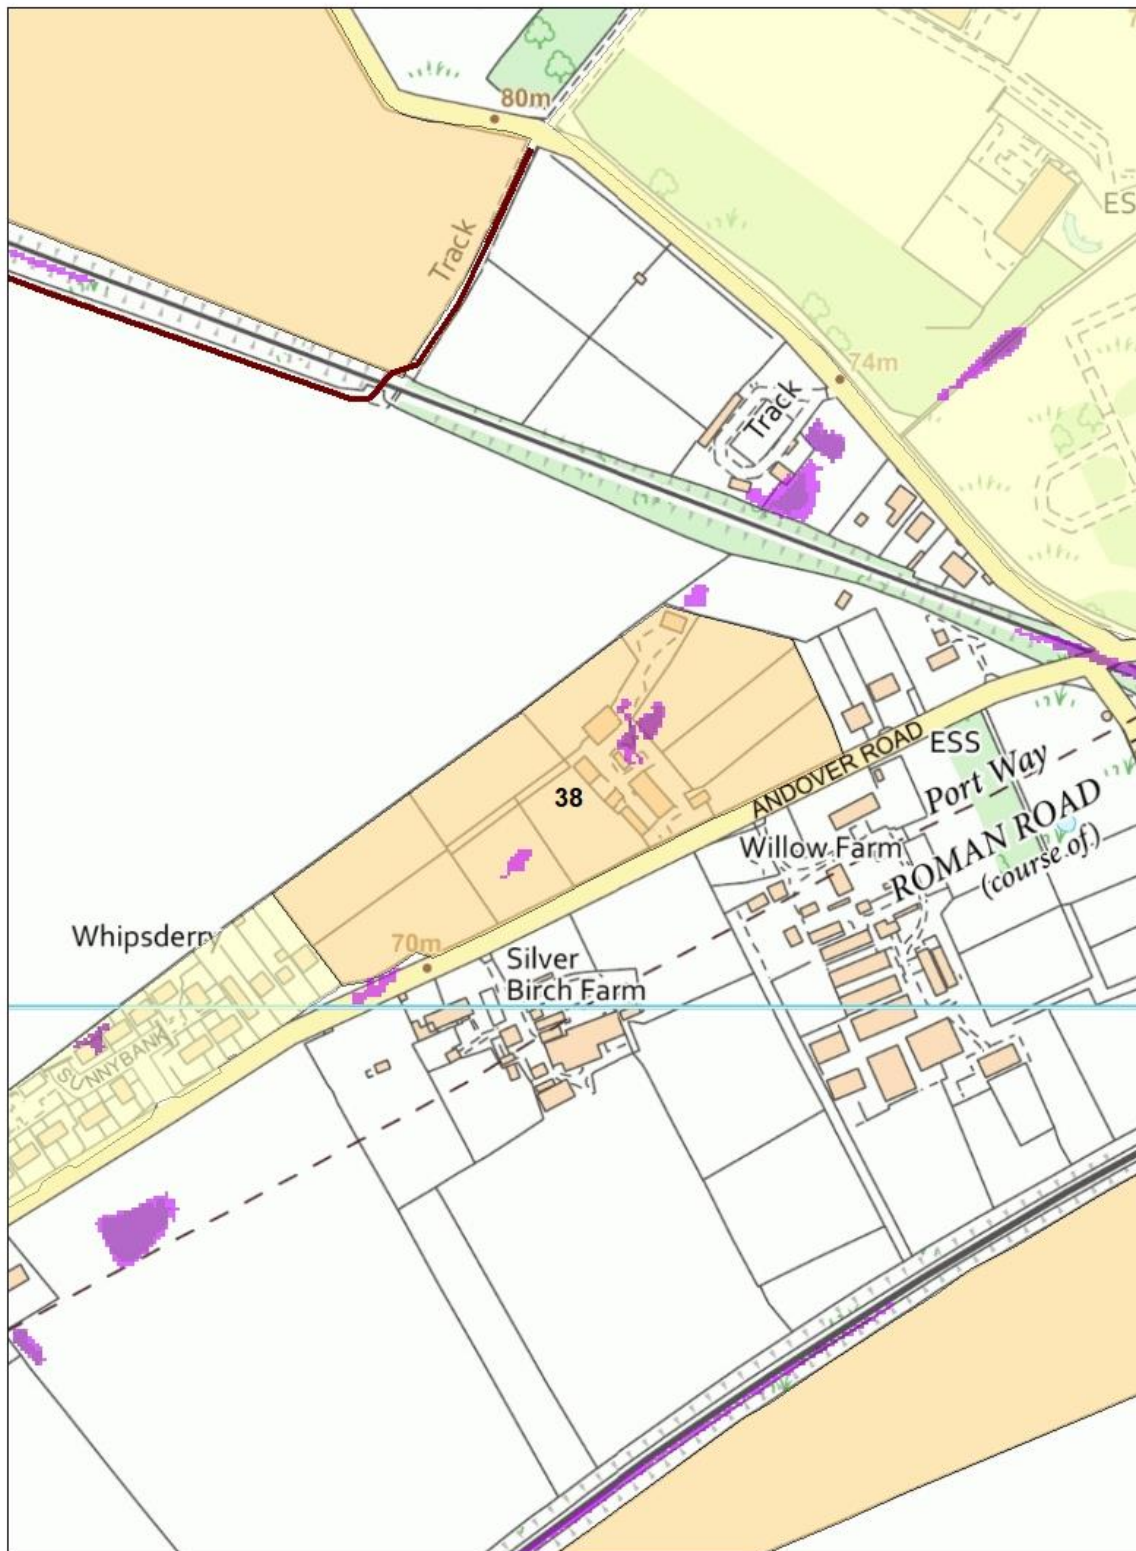 80m
ES
Track
74m
Track
ANDOVER ROAD
ESS
Port Way
ROMAN ROAD
(course of)
38
Willow Farm
Whipsderry
70m
Silver
Birch Farm
SUNNYBANK